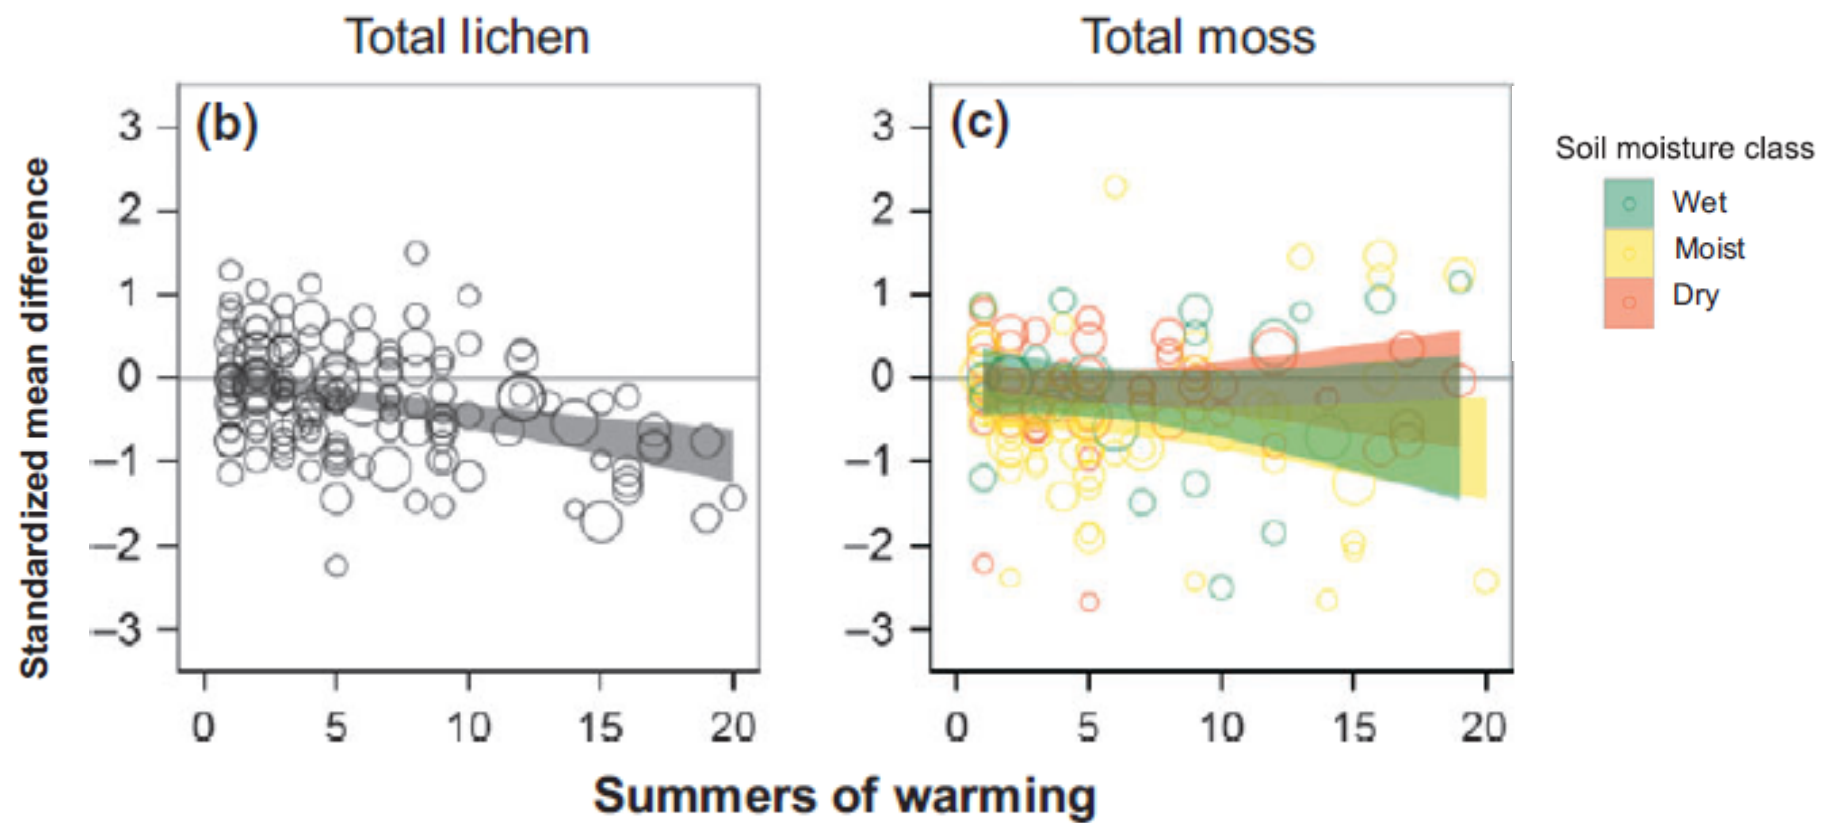 Total lichen
Total moss
Standardized mean difference
(b)
3
2
1
0
−1
−2
−3
0 5 10 15 20
(c)
3
2
1
0
−1
−2
−3
0 5 10 15 20
Soil moisture class
Wet
Moist
Dry
Summers of warming